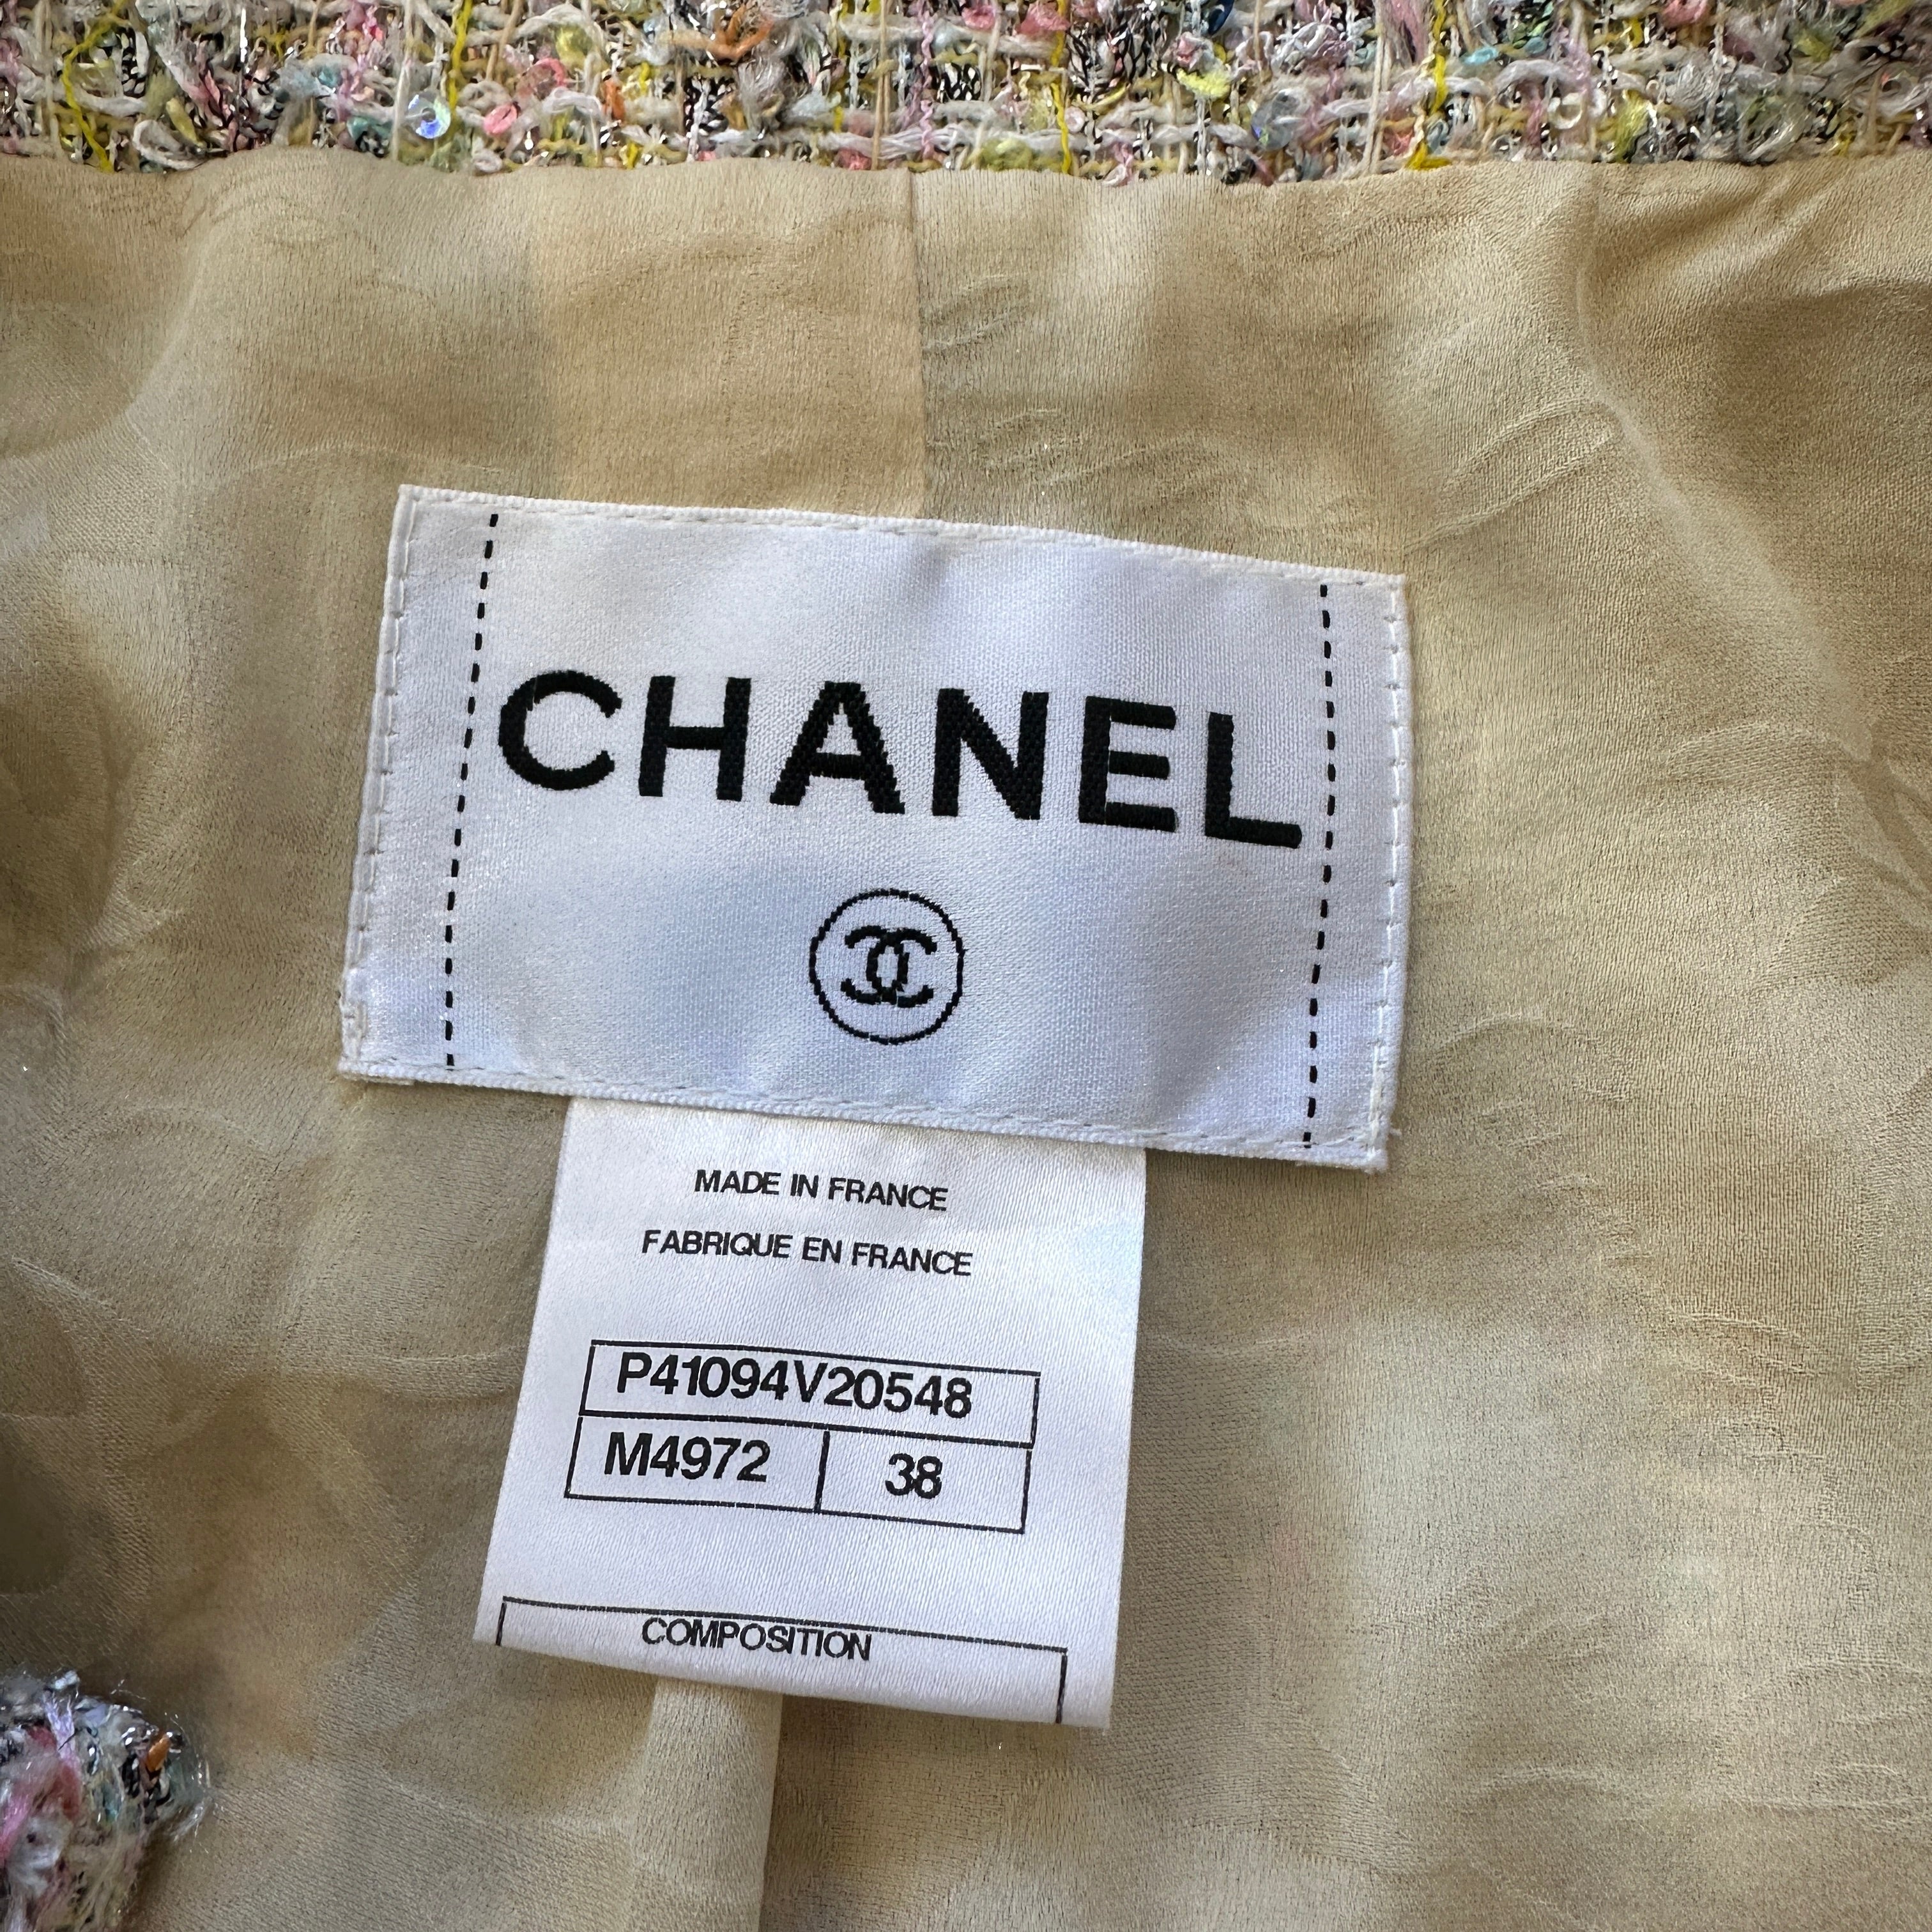 CHANEL
MADE IN FRANCE
FABRIQUE EN FRANCE
P41094V20548
M4972 38
COMPOSITION